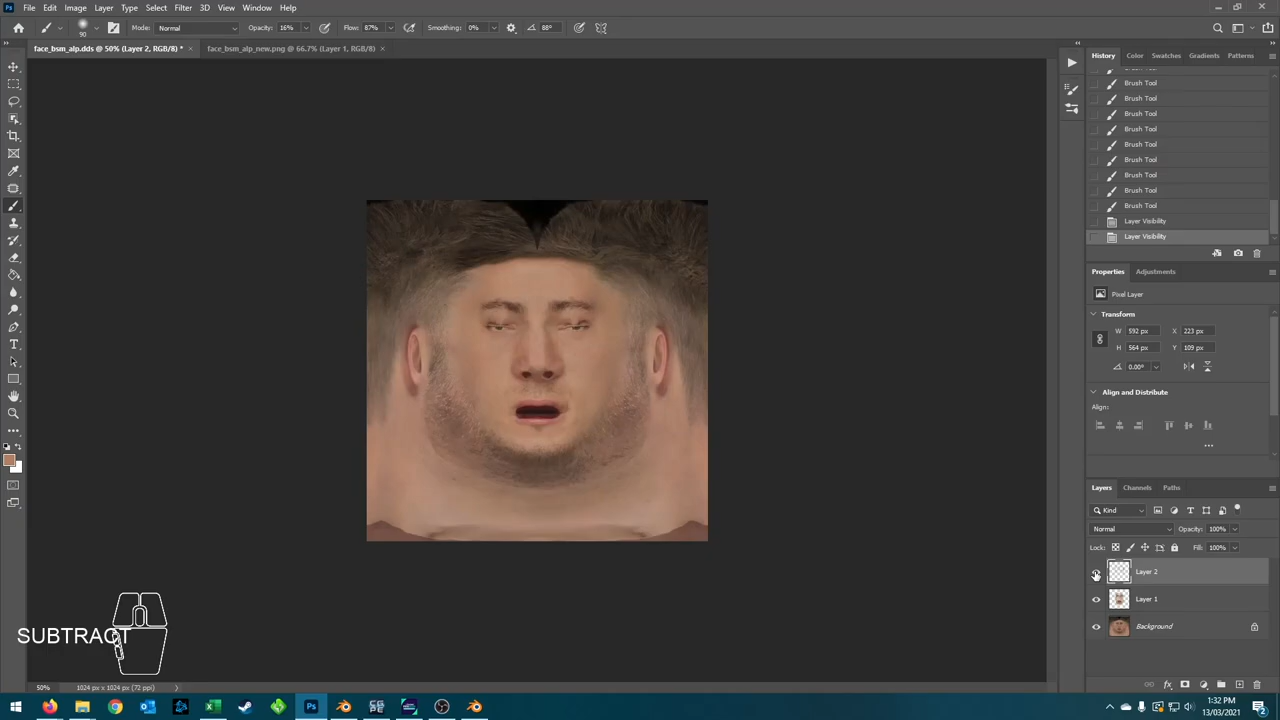 File Edit Image Layer Type Select Filter 3D View Window Help
Mode: Normal Opacity: 16% Flow: 87% Smoothing: 0% 88°
90
face_bsm_alp.dds @ 50% (Layer 2, RGB/8) * face_bsm_alp_new.png @ 66.7% (Layer 1, RGB/8)
History Color Swatches Gradients Patterns
Brush Tool
Brush Tool
Brush Tool
Brush Tool
Brush Tool
Brush Tool
Brush Tool
Brush Tool
Brush Tool
Layer Visibility
Layer Visibility
Properties Adjustments
Pixel Layer
Transform
W 592 px X 223 px
H 564 px Y 109 px
0.00°
Align and Distribute
Align:
Layers Channels Paths
Kind
Normal Opacity: 100%
Lock: Fill: 100%
Layer 2
Layer 1
Background
SUBTRACT
50% 1024 px x 1024 px (72 ppi)
1:32 PM
13/03/2021